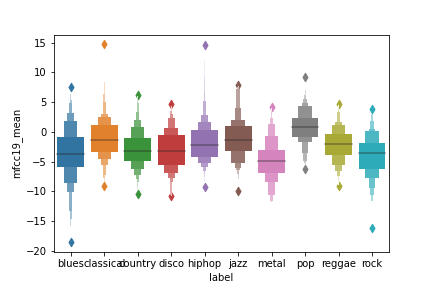 15
10
5
0
−5
−10
−15
−20
mfcc19_mean
blues classical country disco hiphop jazz metal pop reggae rock
label